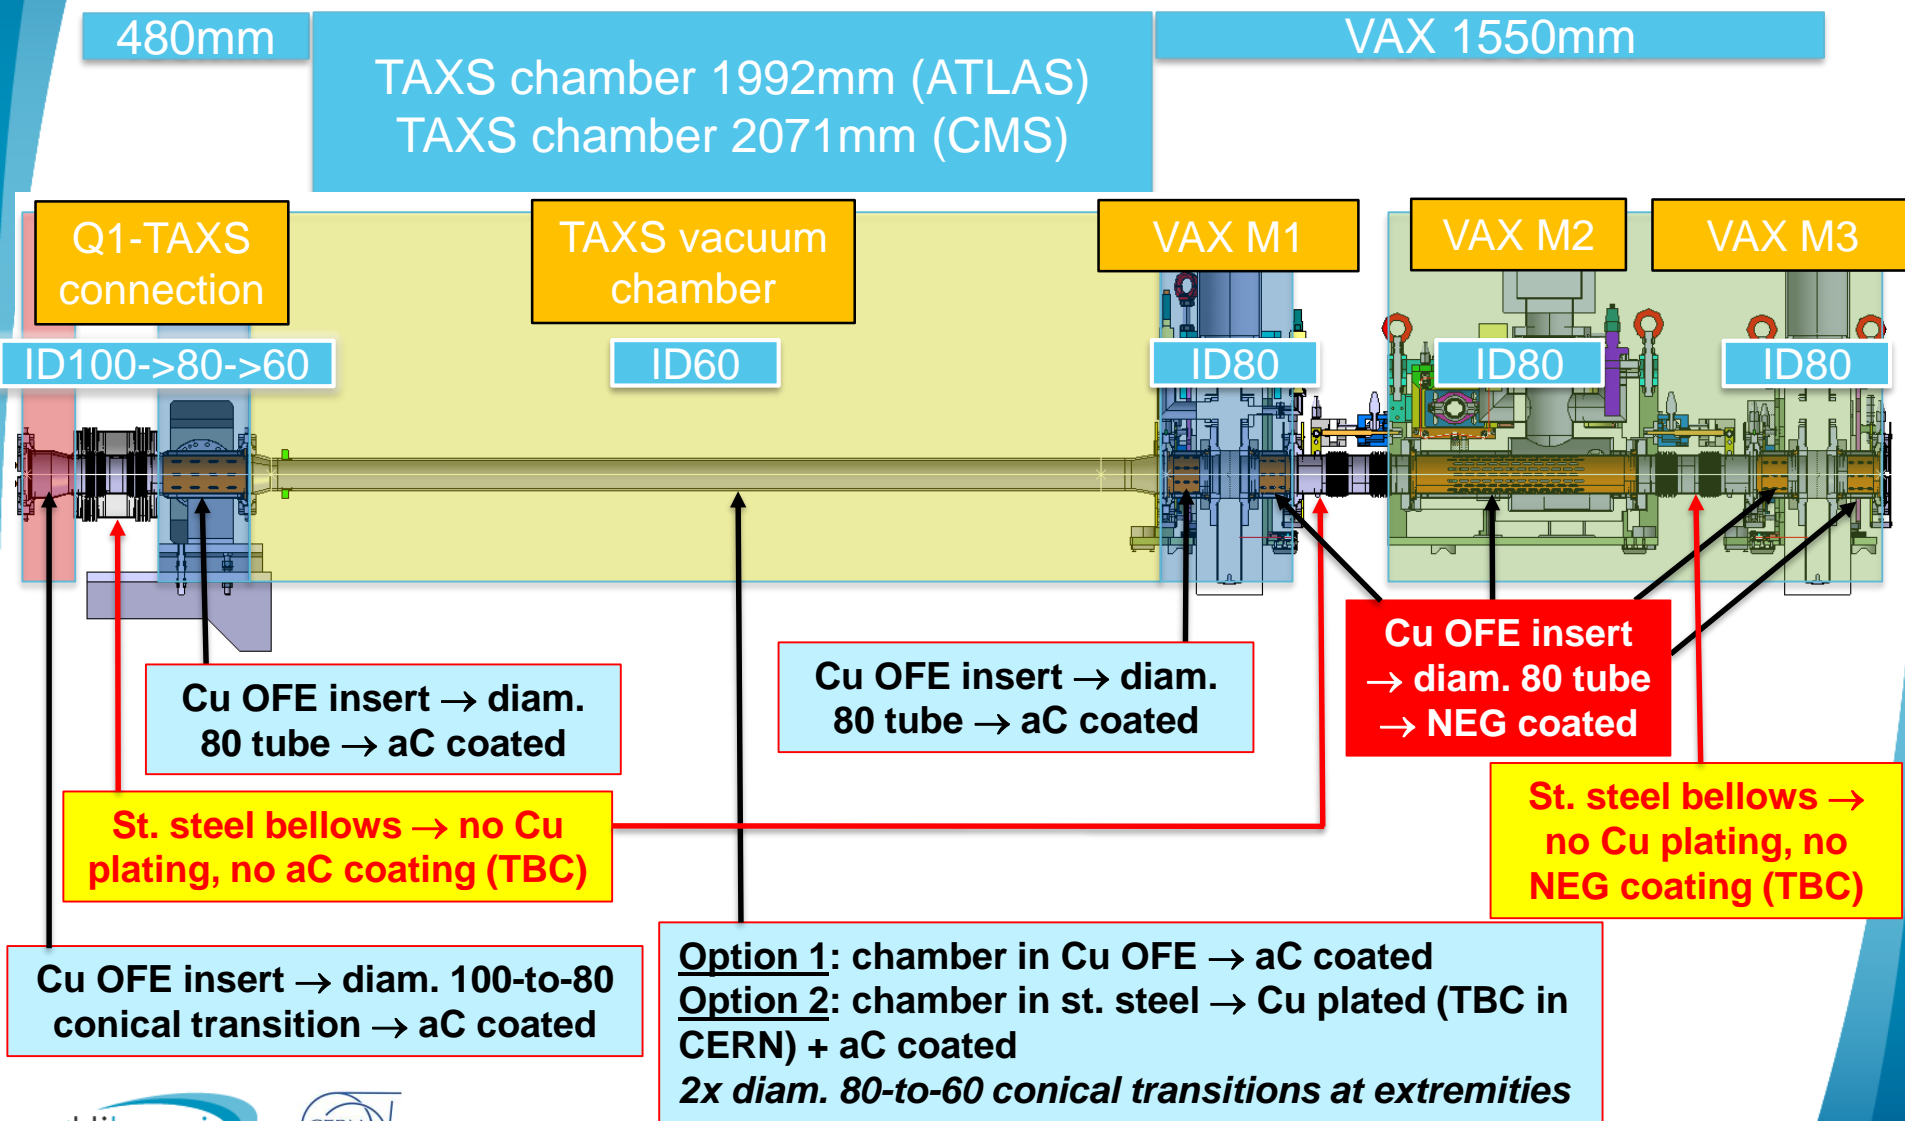 480mm
TAXS chamber 1992mm (ATLAS)
TAXS chamber 2071mm (CMS)
VAX 1550mm
Q1-TAXS
connection
TAXS vacuum
chamber
VAX M1
VAX M2
VAX M3
ID100->80->60
ID60
ID80
ID80
ID80
Cu OFE insert → diam.
80 tube → aC coated
Cu OFE insert → diam.
80 tube → aC coated
Cu OFE insert
→ diam. 80 tube
→ NEG coated
St. steel bellows → no Cu
plating, no aC coating (TBC)
St. steel bellows →
no Cu plating, no
NEG coating (TBC)
Cu OFE insert → diam. 100-to-80
conical transition → aC coated
Option 1: chamber in Cu OFE → aC coated
Option 2: chamber in st. steel → Cu plated (TBC in
CERN) + aC coated
2x diam. 80-to-60 conical transitions at extremities